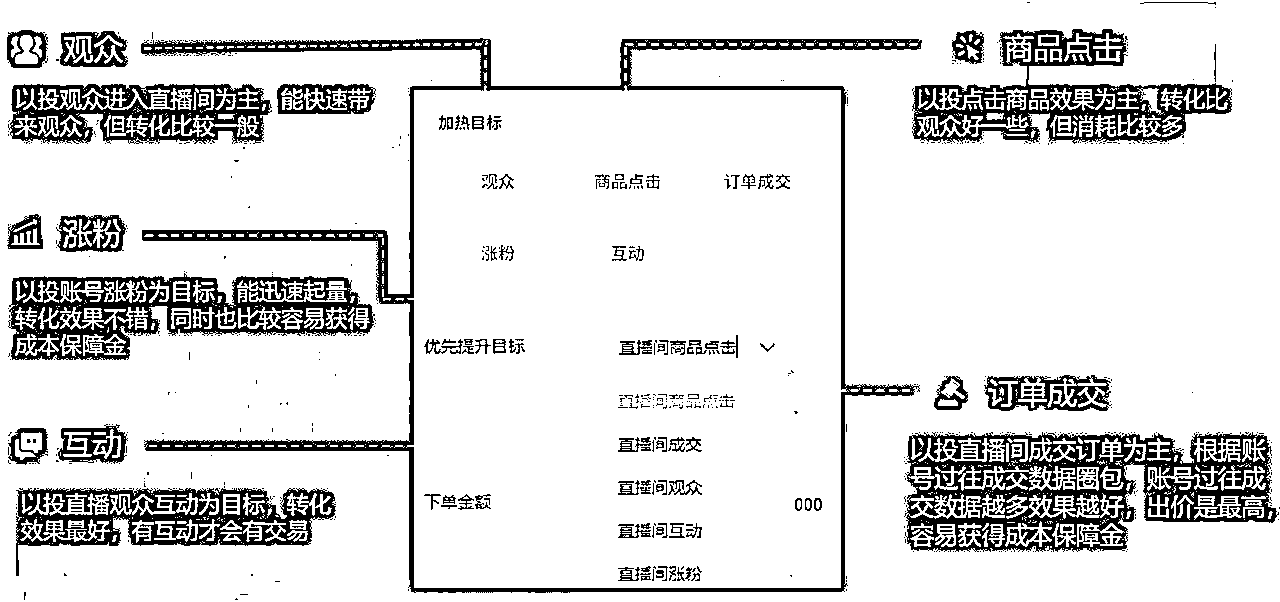 观众
以投观众进入直播间为主，能快速带
来观众，但转化比较一般
涨粉
以投账号涨粉为目标，能迅速起量，
转化效果不错，同时也比较容易获得
成本保障金
互动
以投直播观众互动为目标，转化
效果最好，有互动才会有交易
加热目标
观众 商品点击 订单成交
涨粉 互动
优先提升目标 直播间商品点击
直播间商品点击
直播间成交
直播间观众
下单金额 000
直播间互动
直播间涨粉
商品点击
以投点击商品效果为主，转化比
观众好一些，但消耗比较多
订单成交
以投直播间成交订单为主，根据账
号过往成交数据圈包，账号过往成
交数据越多效果越好，出价是最高，
容易获得成本保障金